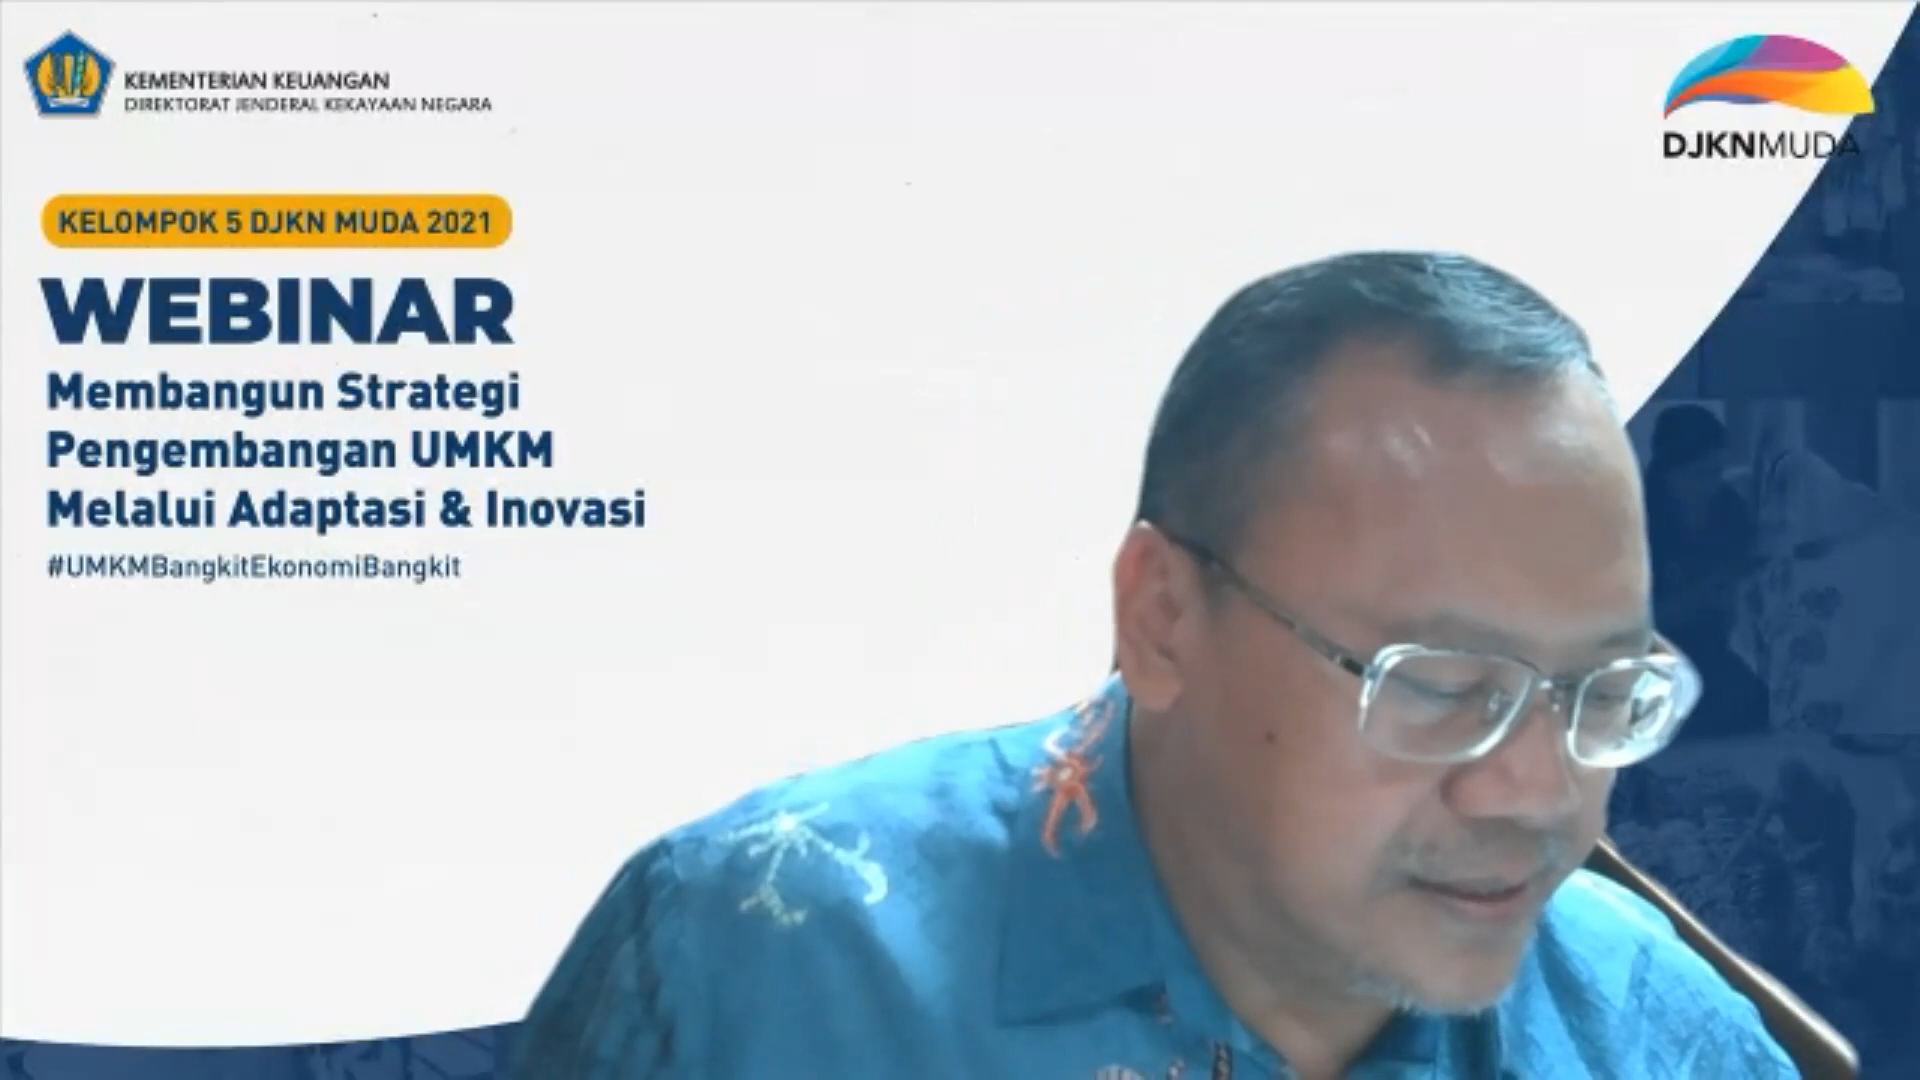 KEMENTERIAN KEUANGAN
DIREKTORAT JENDERAL KEKAYAAN NEGARA
DJKNMUDA
KELOMPOK 5 DJKN MUDA 2021
WEBINAR
Membangun Strategi
Pengembangan UMKM
Melalui Adaptasi & Inovasi
#UMKMBangkitEkonomiBangkit